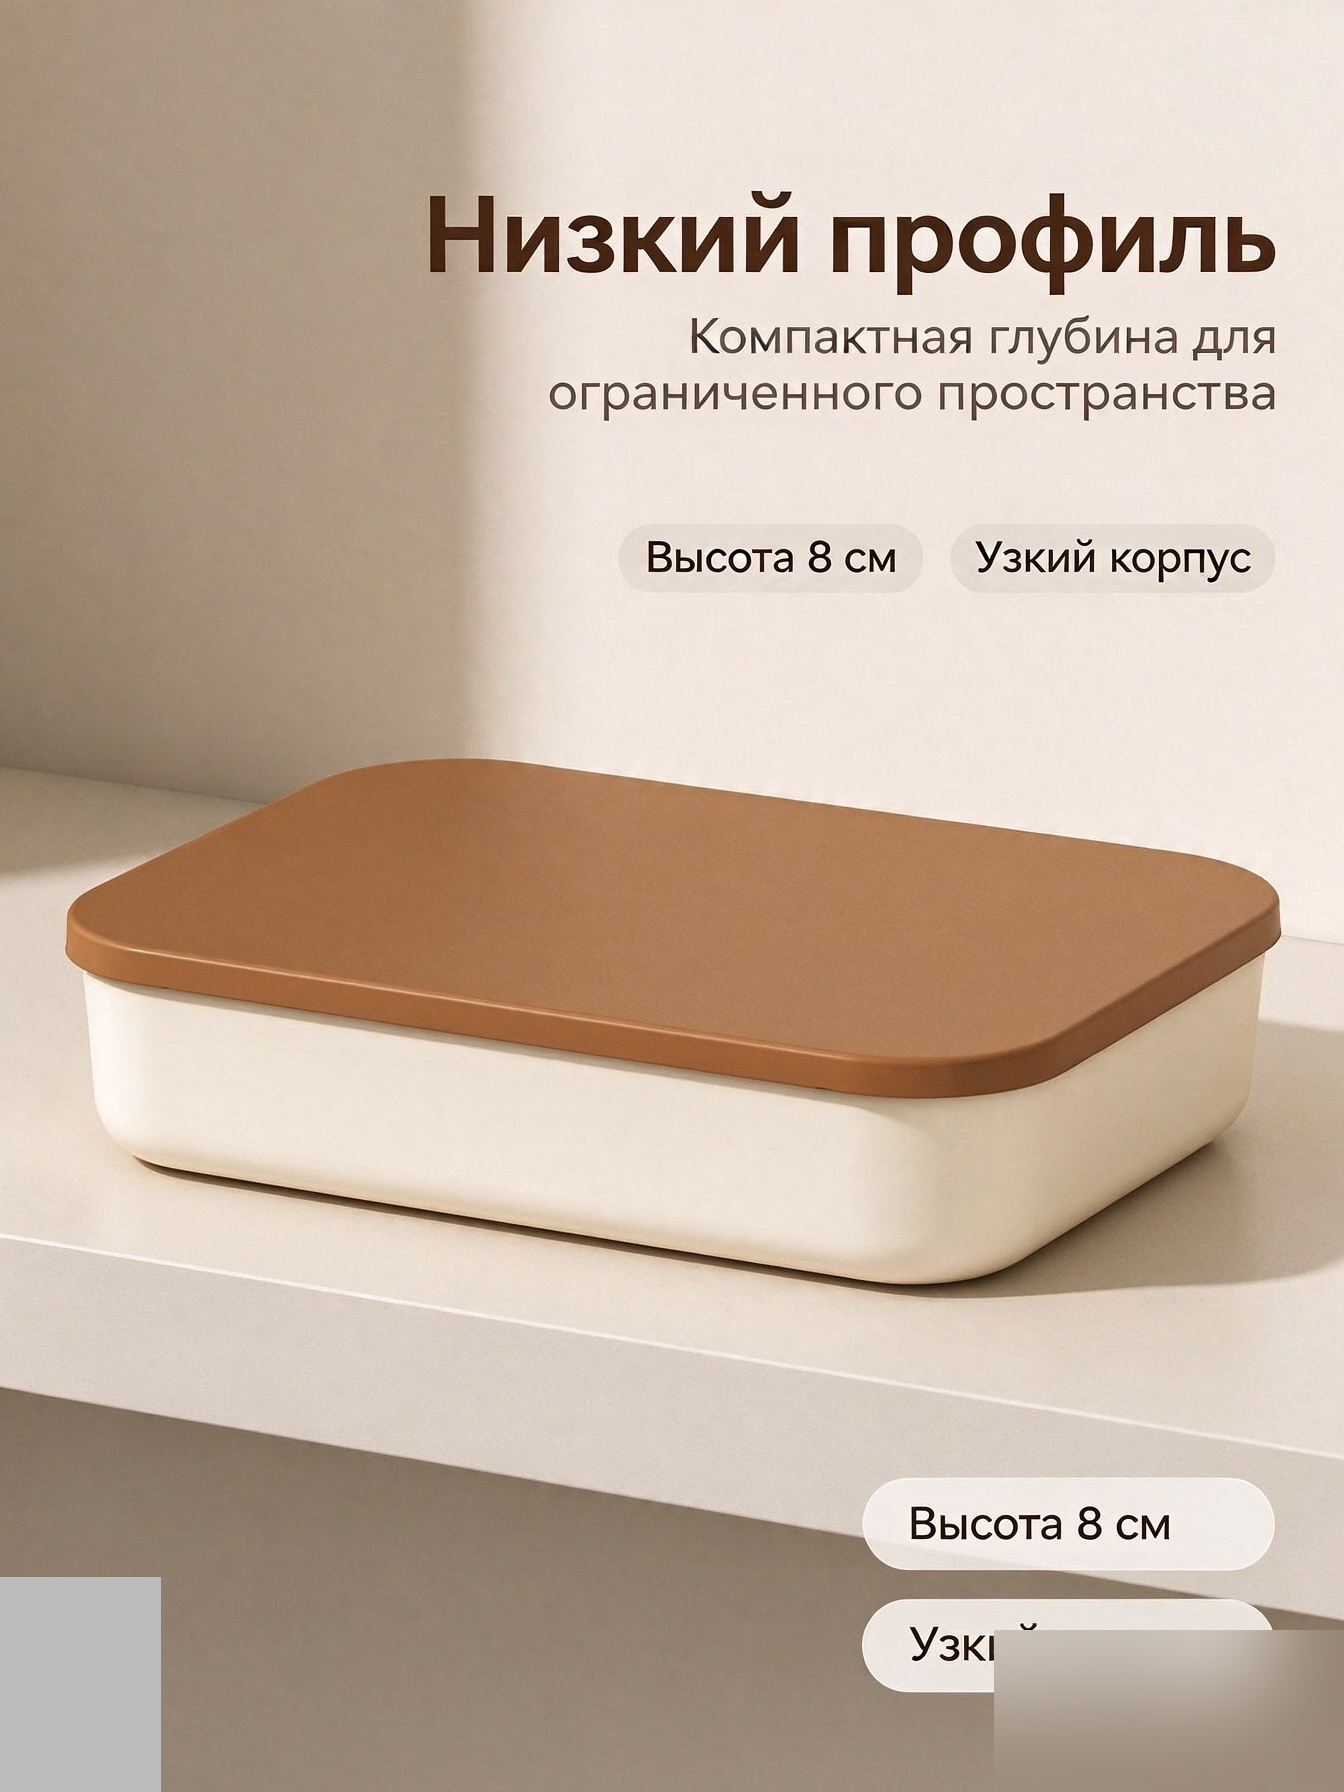 Низкий профиль
Компактная глубина для
ограниченного пространства
Высота 8 см
Узкий корпус
Высота 8 см